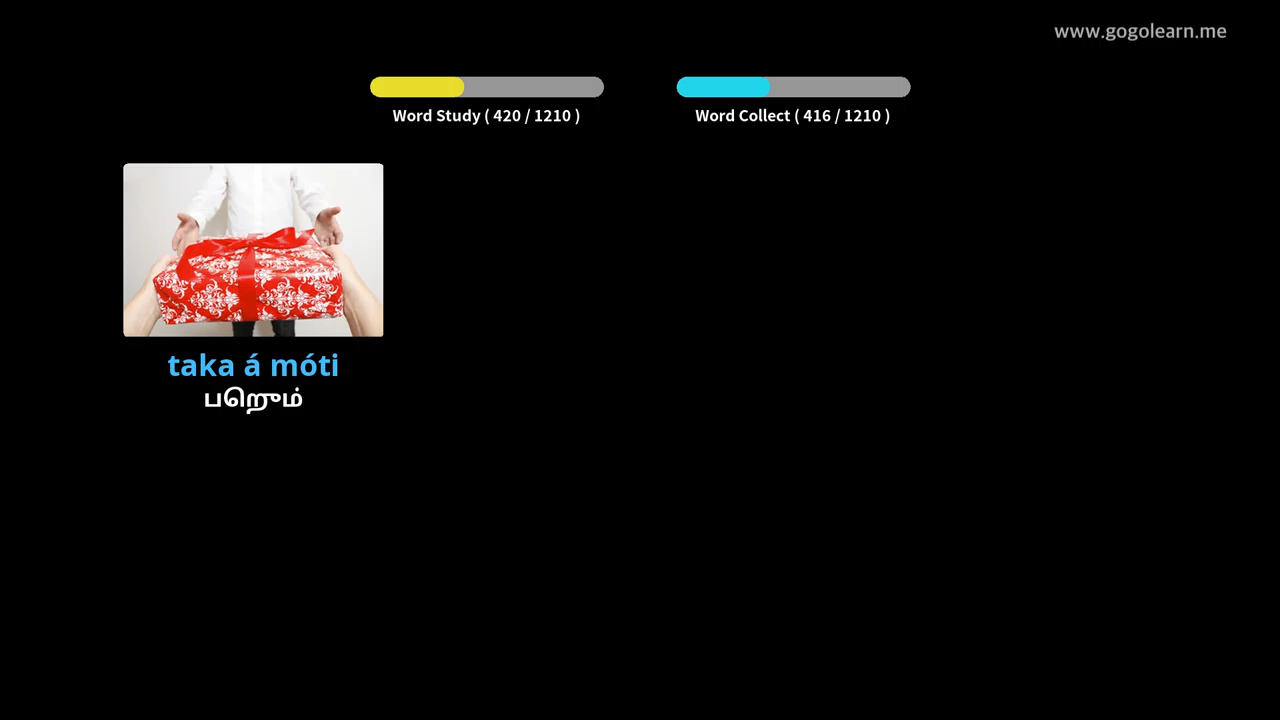 www.gogolearn.me
Word Study ( 420 / 1210 )
Word Collect ( 416 / 1210 )
taka á móti
பறெும்